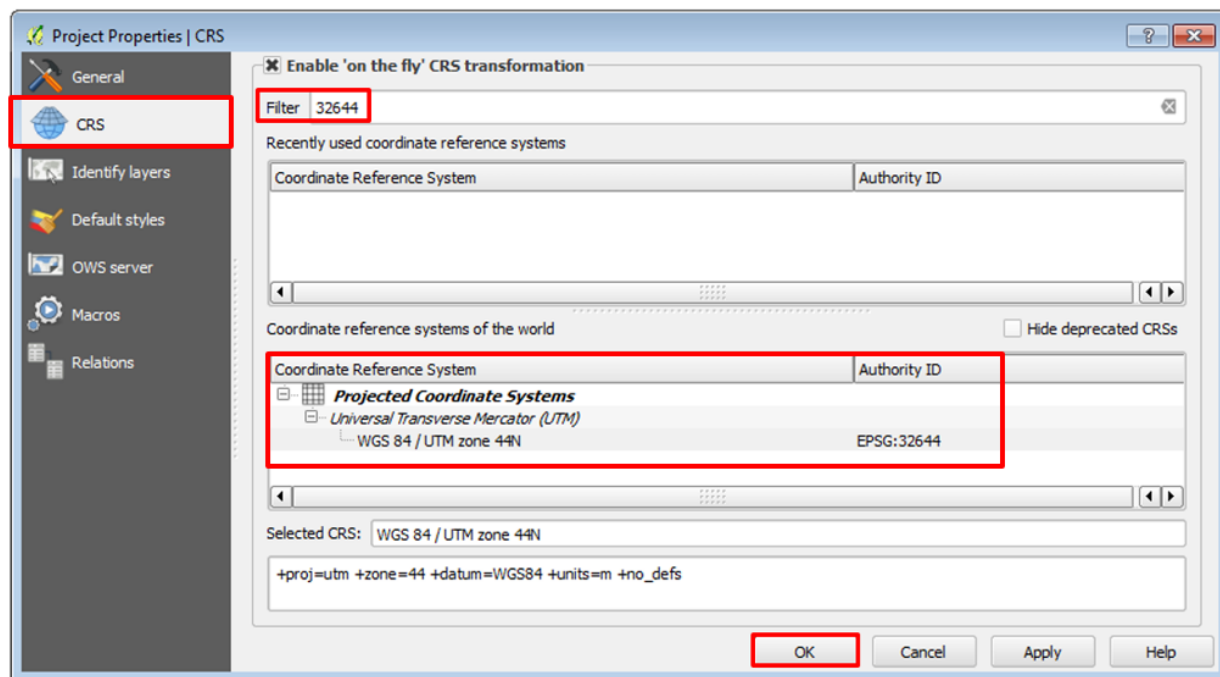 Project Properties | CRS
General
CRS
Identify layers
Default styles
OWS server
Macros
Relations
Enable 'on the fly' CRS transformation
Filter 32644
Recently used coordinate reference systems
Coordinate Reference System Authority ID
Coordinate reference systems of the world Hide deprecated CRSs
Coordinate Reference System Authority ID
Projected Coordinate Systems
Universal Transverse Mercator (UTM)
WGS 84 / UTM zone 44N EPSG:32644
Selected CRS: WGS 84 / UTM zone 44N
+proj=utm +zone=44 +datum=WGS84 +units=m +no_defs
OK Cancel Apply Help